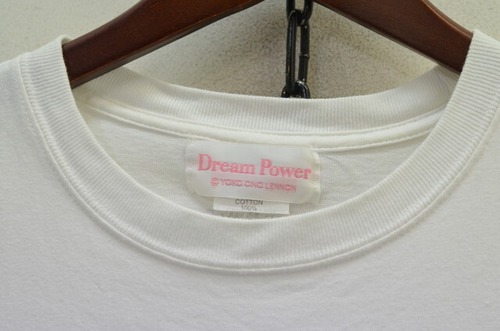 Dream Power
© YOKO ONO LENNON
COTTON
100%